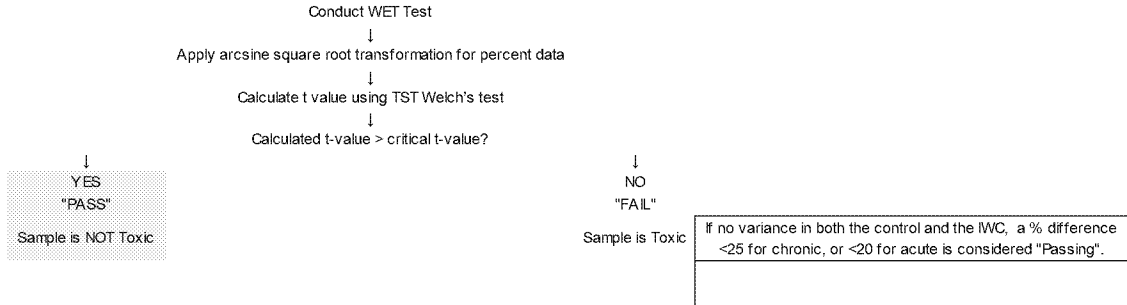 Conduct WET Test
↓
Apply arcsine square root transformation for percent data
↓
Calculate t value using TST Welch's test
↓
Calculated t-value > critical t-value?
↓ ↓
YES NO
"PASS" "FAIL"
Sample is NOT Toxic Sample is Toxic
If no variance in both the control and the IWC, a % difference
<25 for chronic, or <20 for acute is considered "Passing".